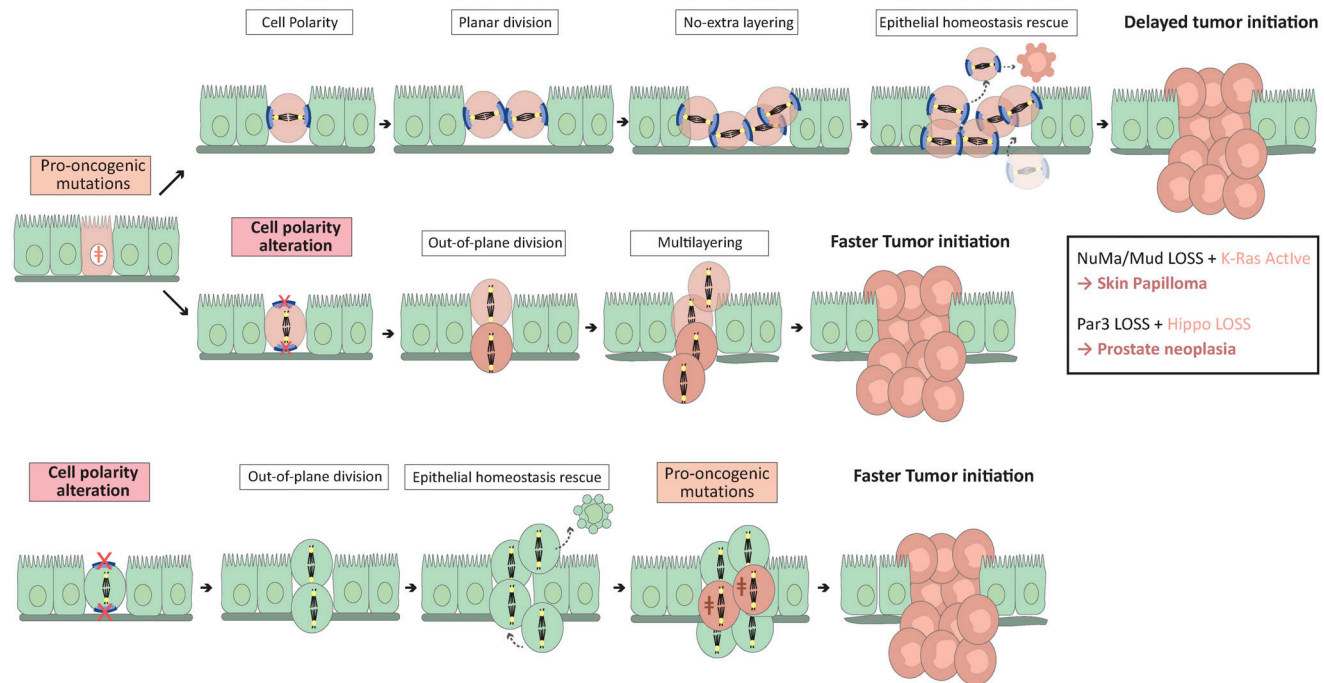 Cell Polarity
Planar division
No-extra layering
Epithelial homeostasis rescue
Delayed tumor initiation
Pro-oncogenic
mutations
Cell polarity
alteration
Out-of-plane division
Multilayering
Faster Tumor initiation
NuMa/Mud LOSS + K-Ras ActIve
→ Skin Papilloma
Par3 LOSS + Hippo LOSS
→ Prostate neoplasia
Cell polarity
alteration
Out-of-plane division
Epithelial homeostasis rescue
Pro-oncogenic
mutations
Faster Tumor initiation